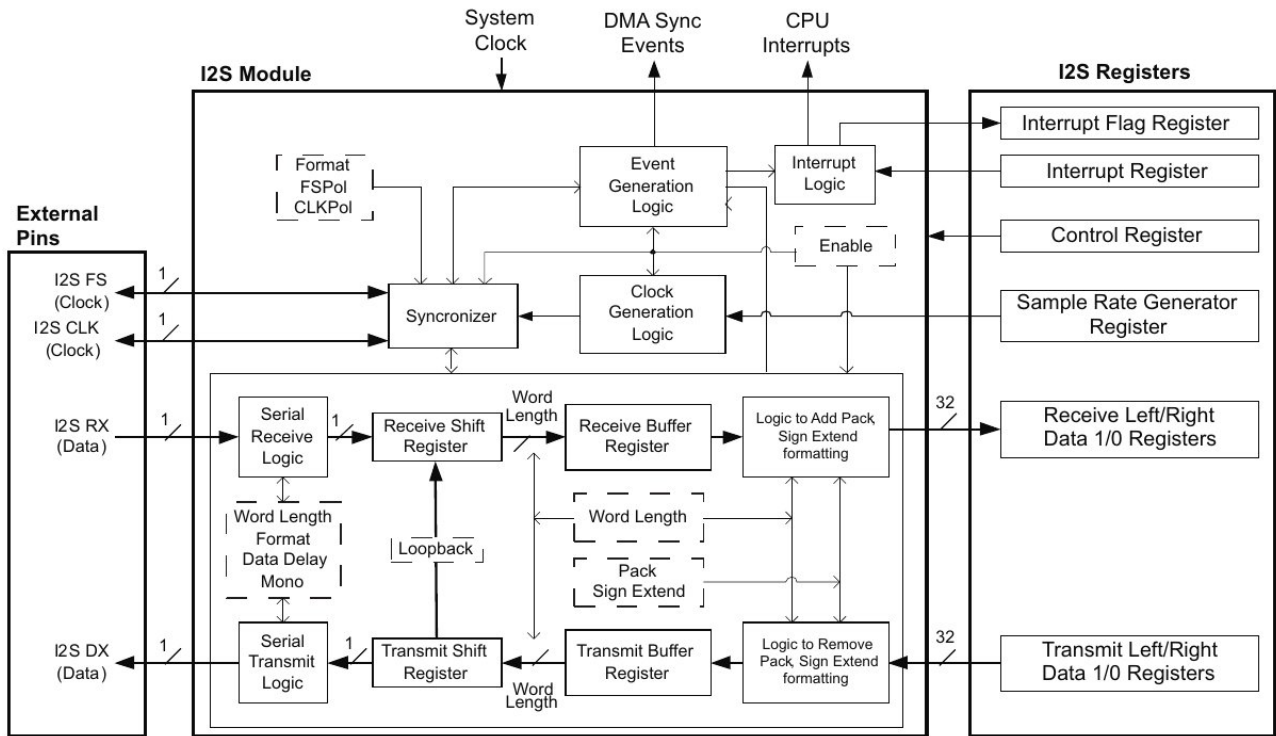 System
Clock
DMA Sync
Events
CPU
Interrupts
I2S Module
I2S Registers
Interrupt Flag Register
Interrupt Register
Control Register
Sample Rate Generator
Register
Receive Left/Right
Data 1/0 Registers
Transmit Left/Right
Data 1/0 Registers
External
Pins
I2S FS
(Clock)
I2S CLK
(Clock)
I2S RX
(Data)
I2S DX
(Data)
1
1
1
1
Format
FSPol
CLKPol
Event
Generation
Logic
Interrupt
Logic
Enable
Syncronizer
Clock
Generation
Logic
Serial
Receive
Logic
1
Receive Shift
Register
Word
Length
Receive Buffer
Register
Logic to Add Pack,
Sign Extend
formatting
32
Word Length
Format
Data Delay
Mono
Loopback
Word Length
Pack
Sign Extend
Serial
Transmit
Logic
1
Transmit Shift
Register
Word
Length
Transmit Buffer
Register
Logic to Remove
Pack, Sign Extend
formatting
32